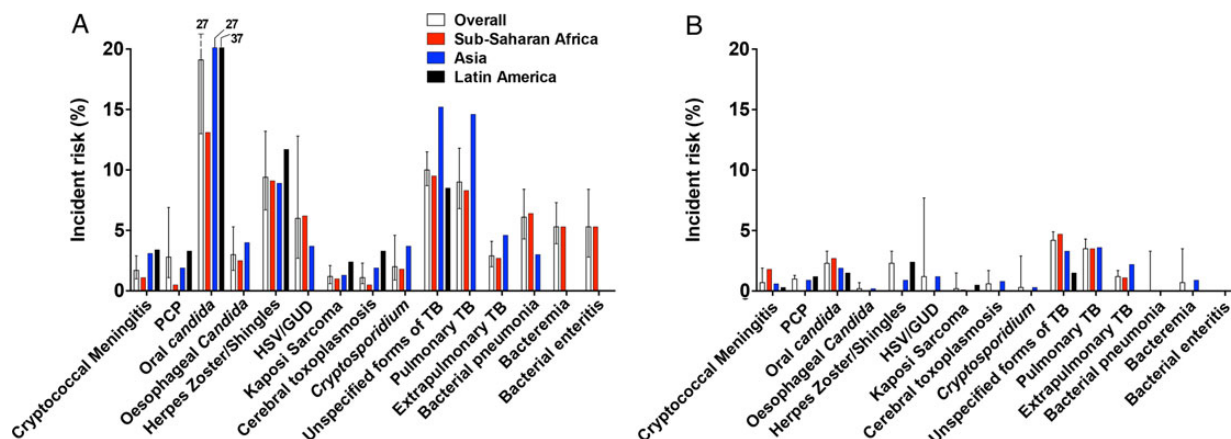 A
27
27
37
Overall
Sub-Saharan Africa
Asia
Latin America
Incident risk (%)
20
15
10
5
0
Cryptococcal Meningitis
PCP
Oral candida
Oesophageal Candida
Herpes Zoster/Shingles
HSV/GUD
Kaposi Sarcoma
Cerebral toxoplasmosis
Cryptosporidium
Unspecified forms of TB
Pulmonary TB
Extrapulmonary TB
Bacterial pneumonia
Bacteremia
Bacterial enteritis
B
Incident risk (%)
20
15
10
5
0
Cryptococcal Meningitis
PCP
Oral candida
Oesophageal Candida
Herpes Zoster/Shingles
HSV/GUD
Kaposi Sarcoma
Cerebral toxoplasmosis
Cryptosporidium
Unspecified forms of TB
Pulmonary TB
Extrapulmonary TB
Bacterial pneumonia
Bacteremia
Bacterial enteritis